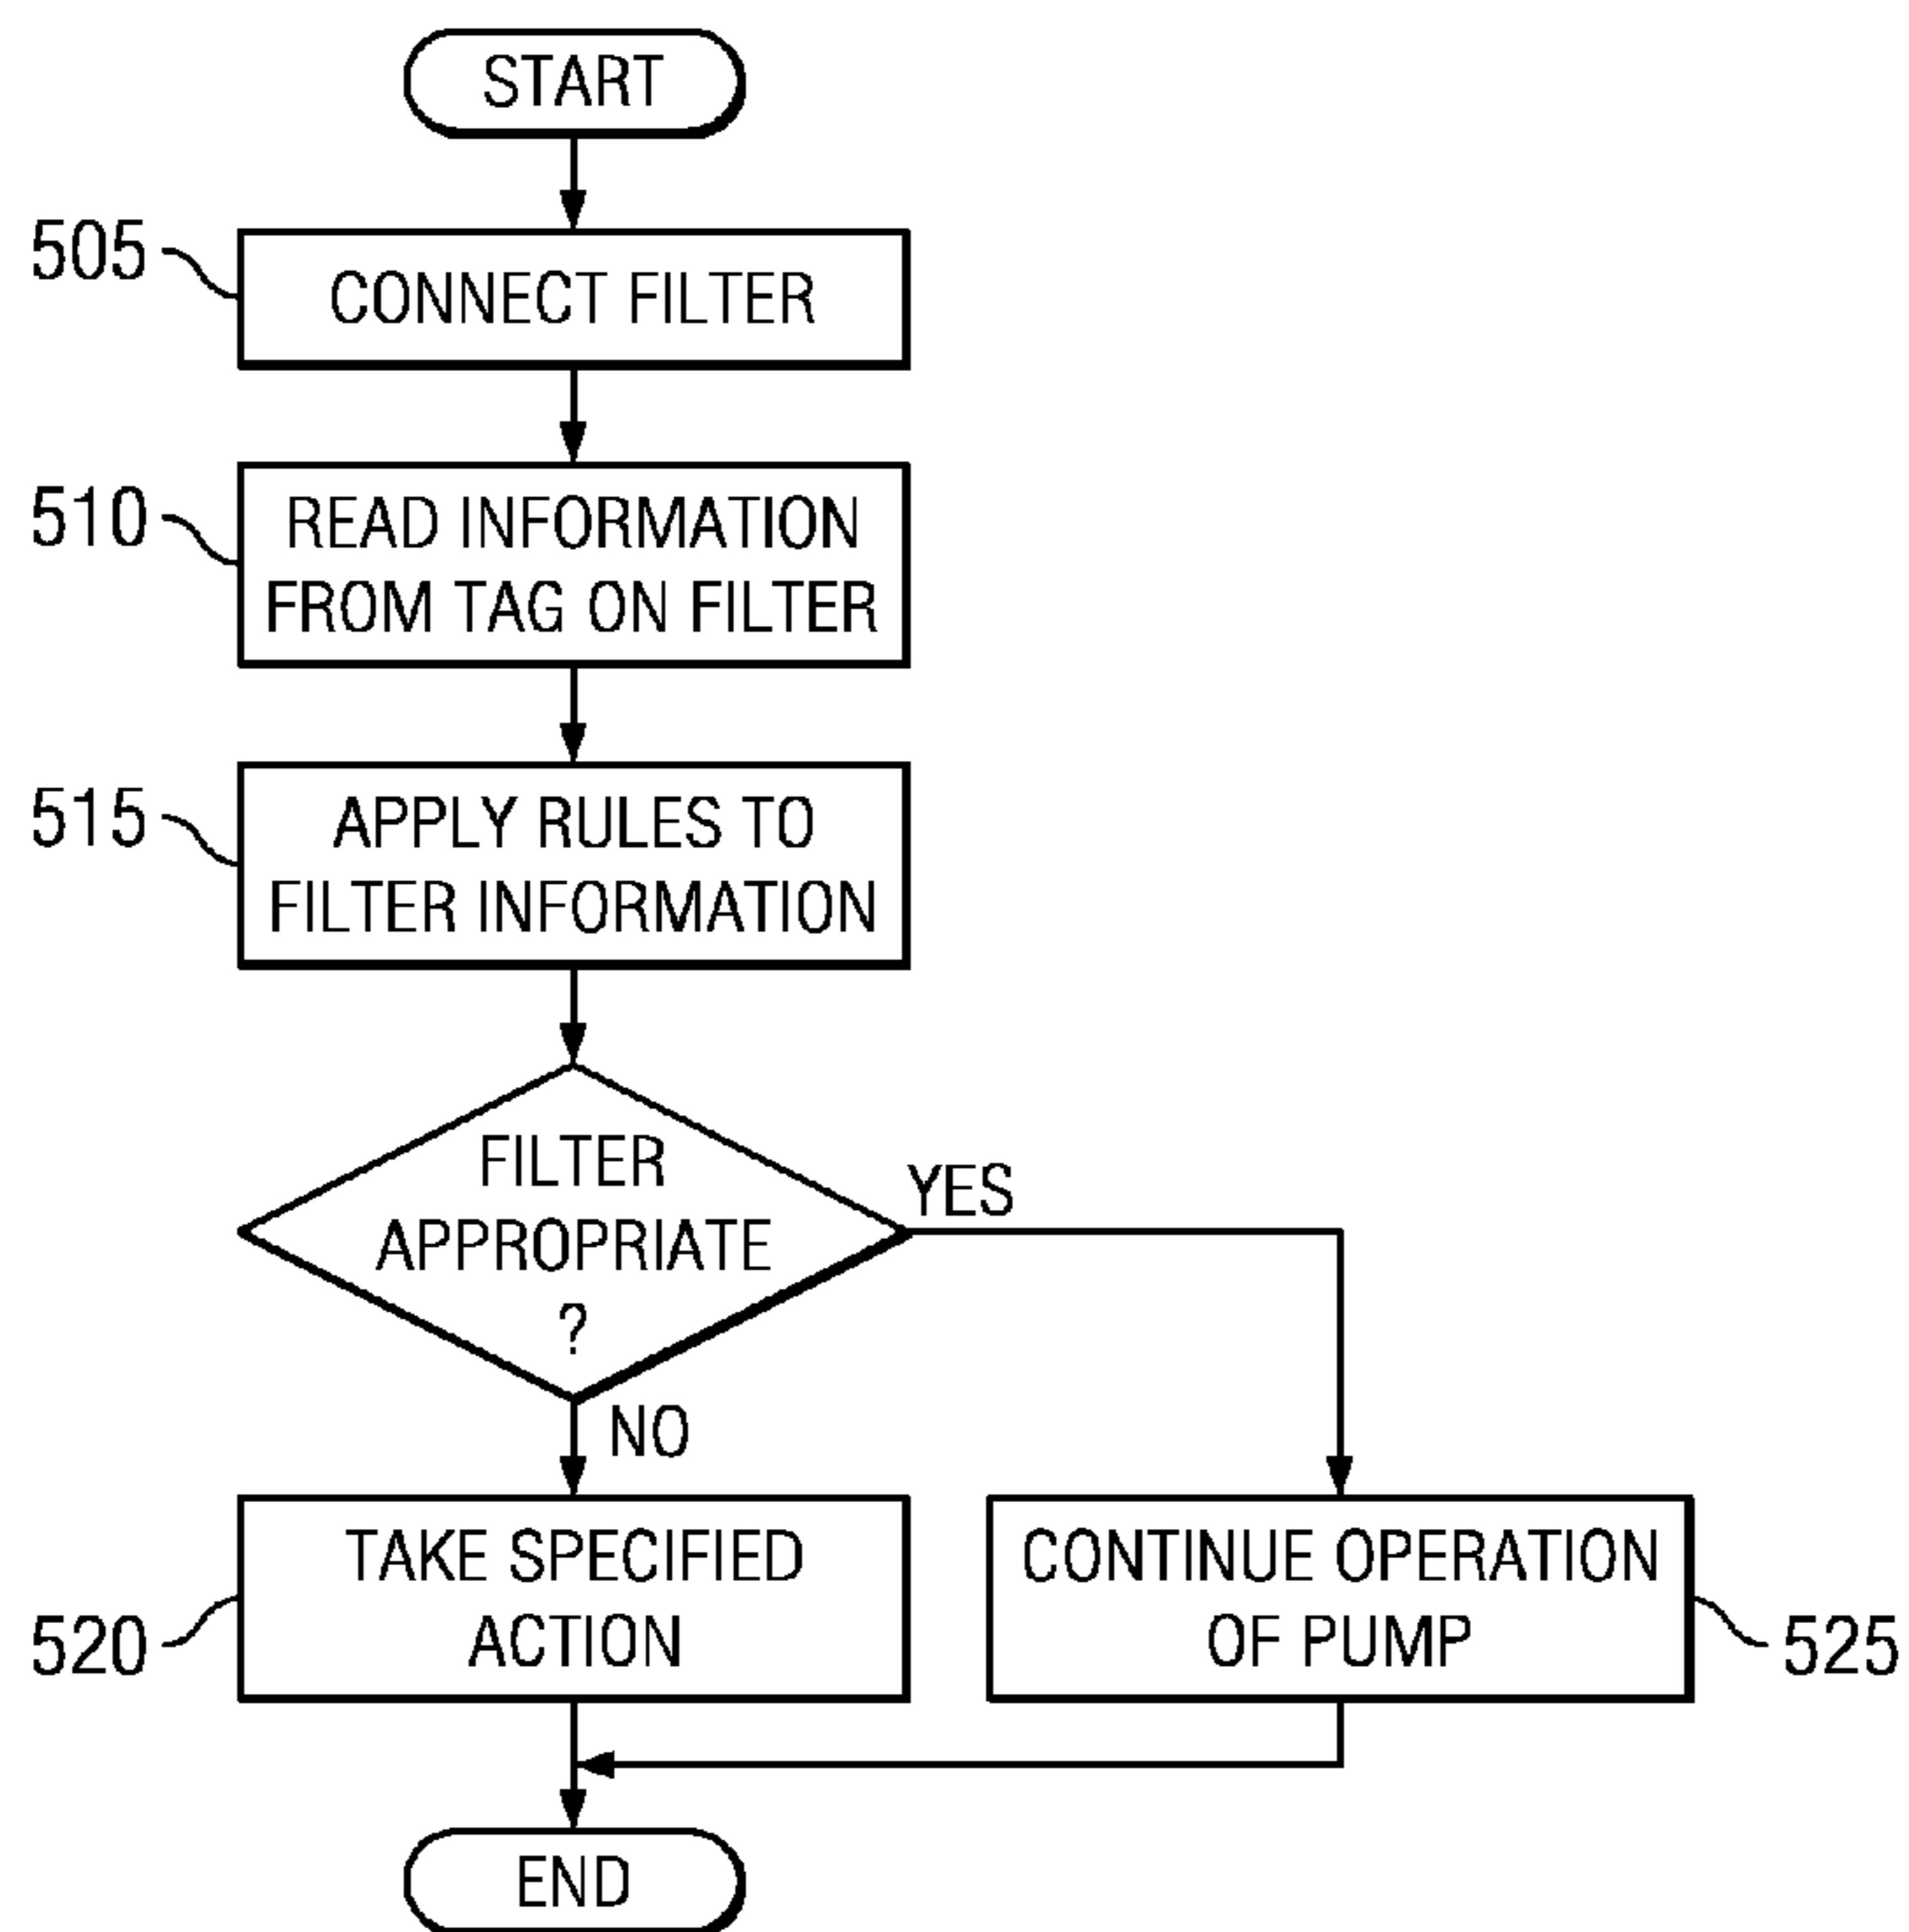 START
505
CONNECT FILTER
510
READ INFORMATION
FROM TAG ON FILTER
515
APPLY RULES TO
FILTER INFORMATION
FILTER
APPROPRIATE
?
YES
NO
TAKE SPECIFIED
ACTION
520
CONTINUE OPERATION
OF PUMP
525
END